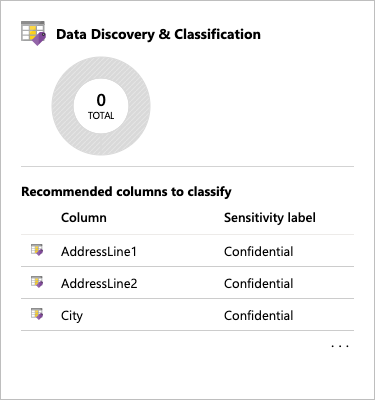 Data Discovery & Classification
0
TOTAL
Recommended columns to classify
Column Sensitivity label
AddressLine1 Confidential
AddressLine2 Confidential
City Confidential
...